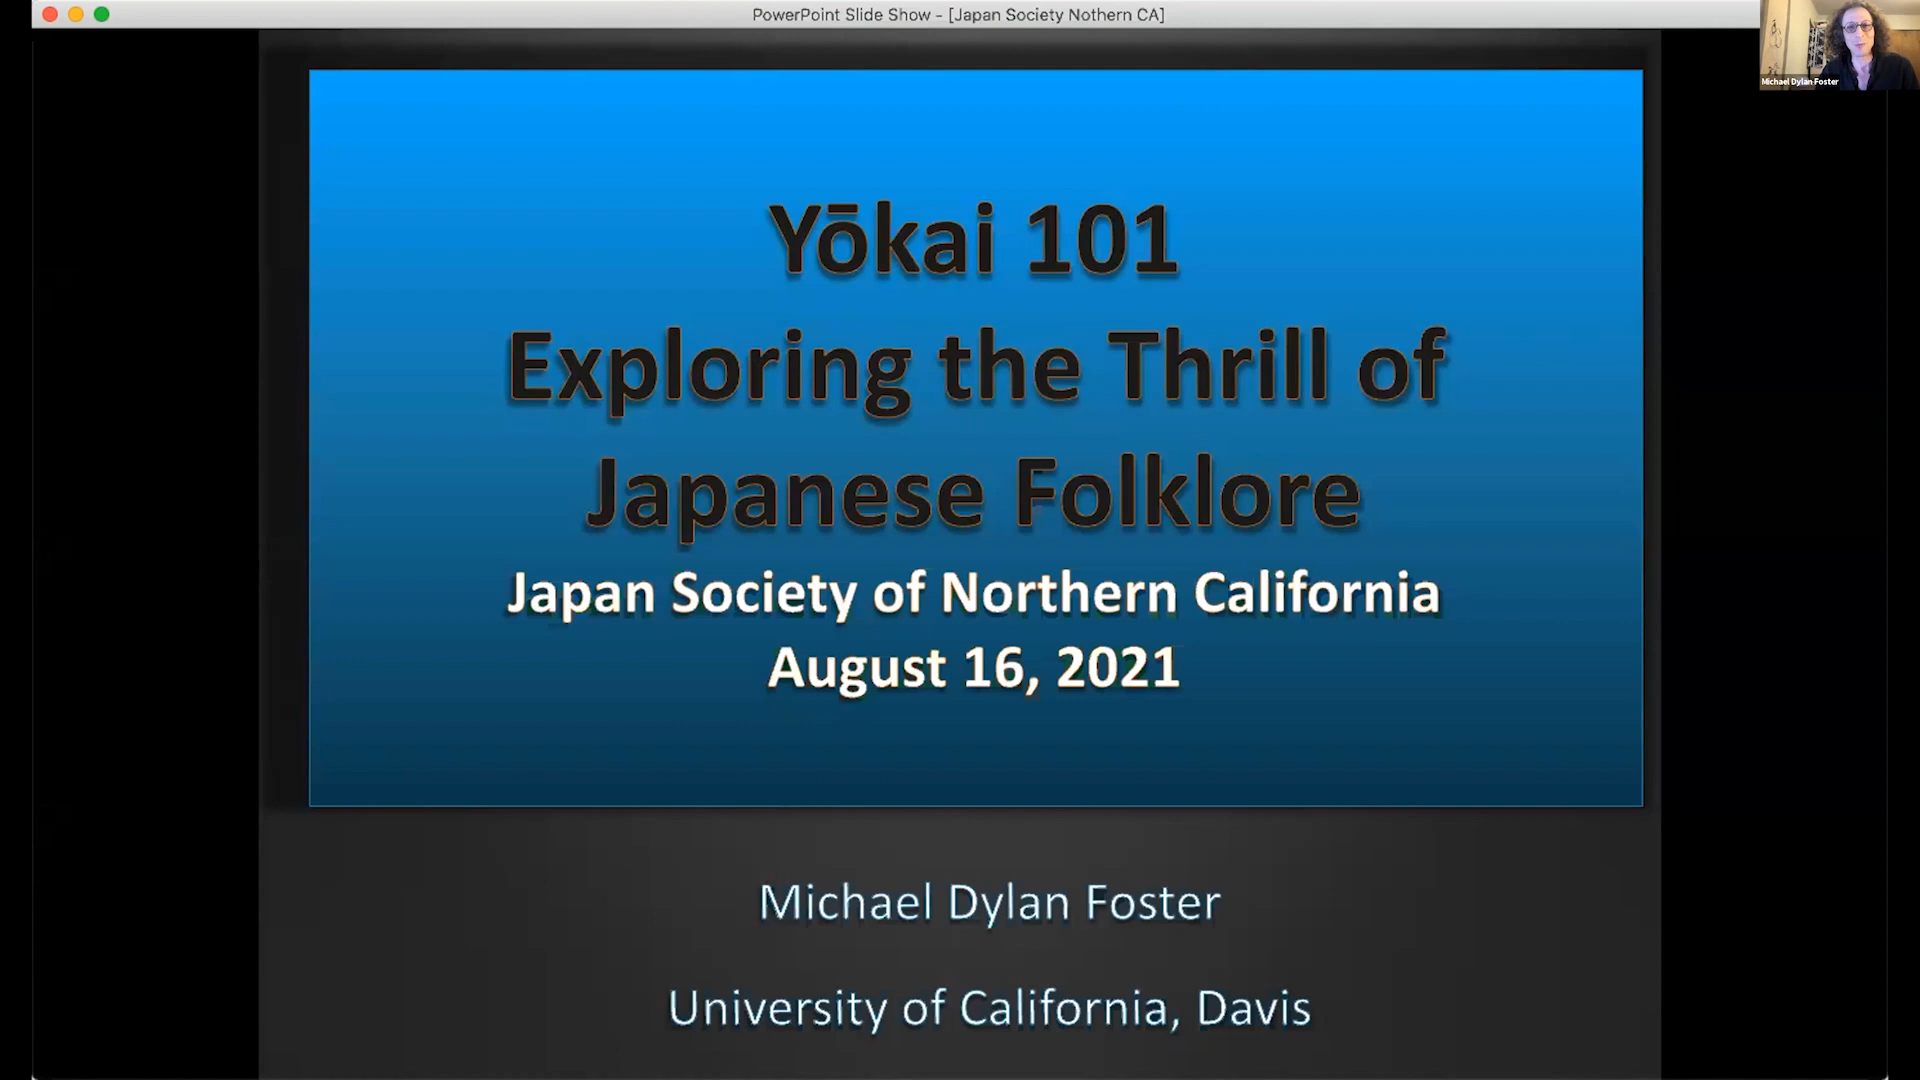 PowerPoint Slide Show - [Japan Society Nothern CA]
Michael Dylan Foster
Yōkai 101
Exploring the Thrill of
Japanese Folklore
Japan Society of Northern California
August 16, 2021
Michael Dylan Foster
University of California, Davis